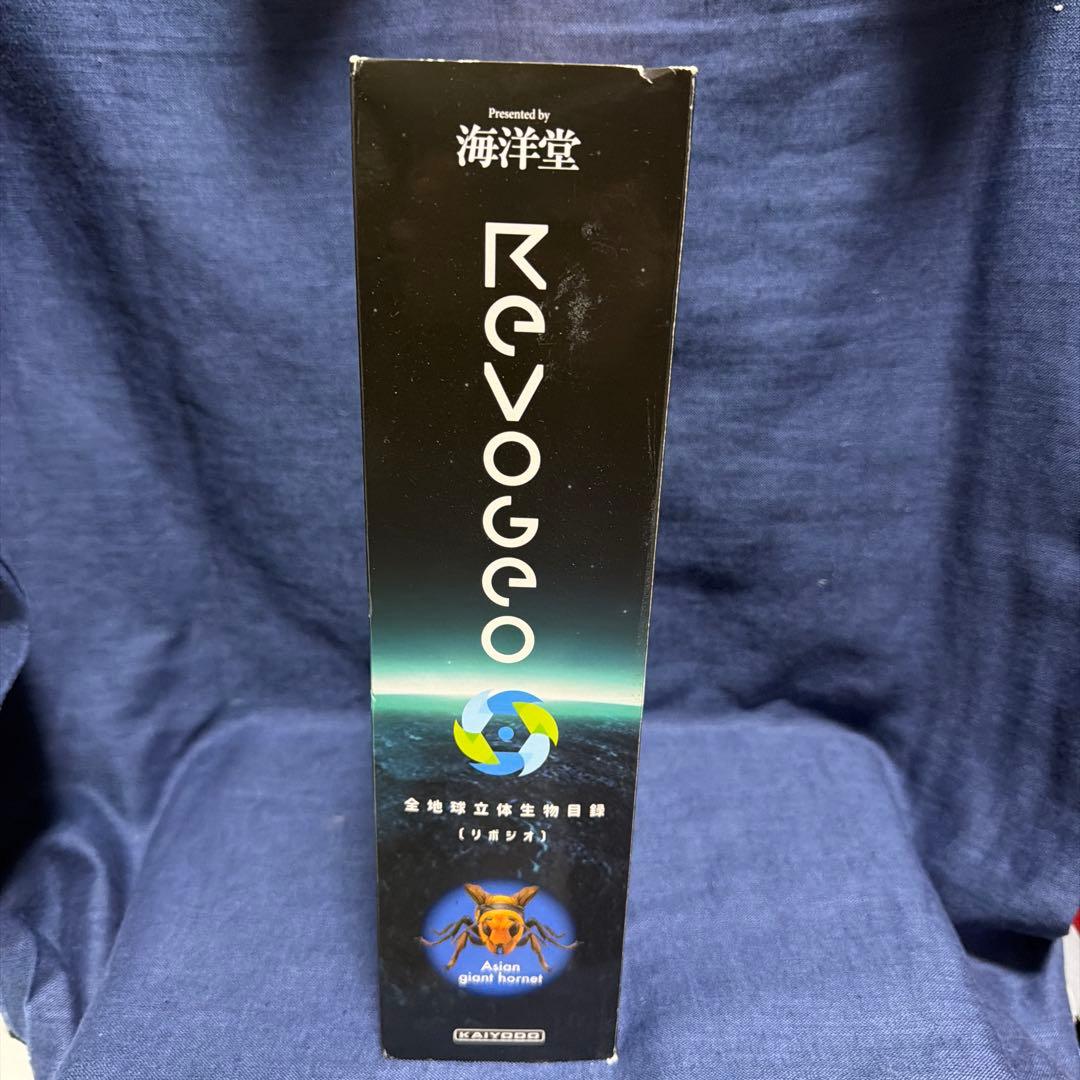 Presented by
海洋堂
RevoGeo
全地球立体生物目録
[リボジオ]
Asian
giant hornet
KAIYODO